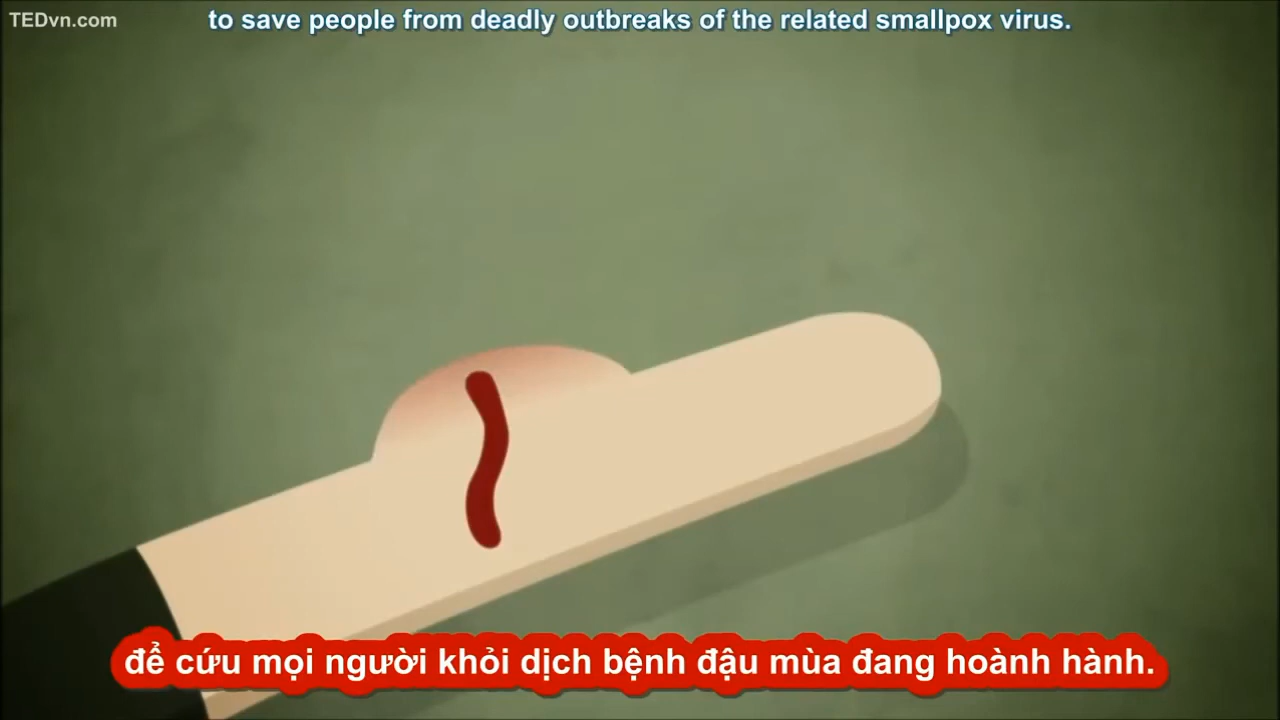 TEDvn.com
to save people from deadly outbreaks of the related smallpox virus.
để cứu mọi người khỏi dịch bệnh đậu mùa đang hoành hành.